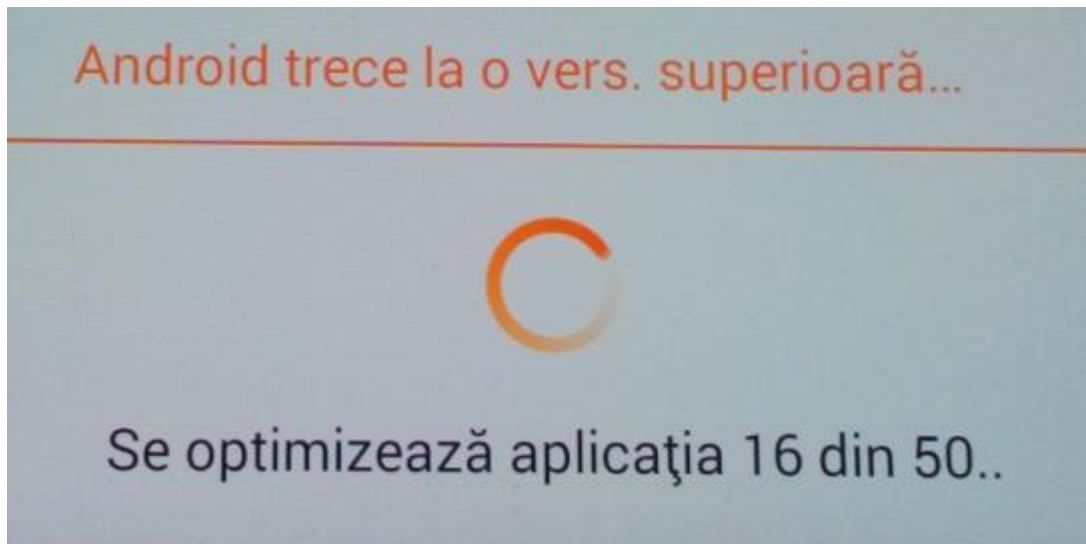 Android trece la o vers. superioară...
Se optimizează aplicaţia 16 din 50..